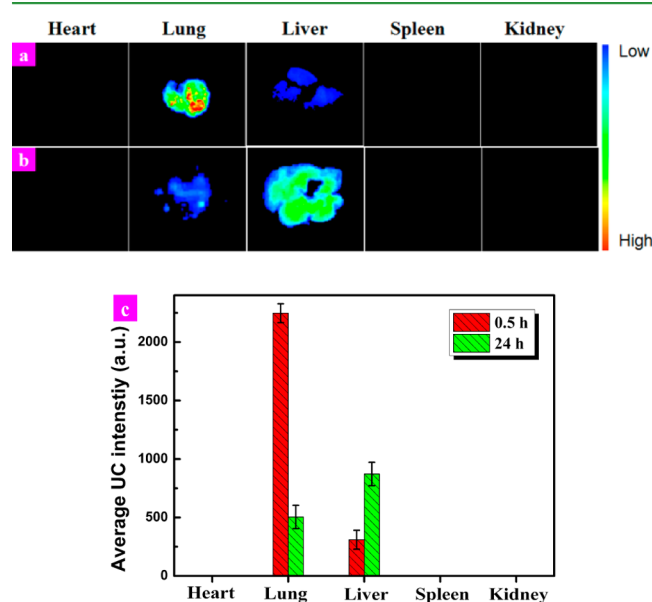 Heart Lung Liver Spleen Kidney
a
Low
b
High
c
Average UC intenstiy (a.u.)
2000
1500
1000
500
0
0.5 h
24 h
Heart Lung Liver Spleen Kidney